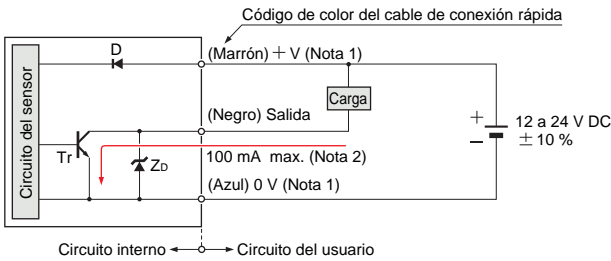 Código de color del cable de conexión rápida
D
(Marrón) + V (Nota 1)
Circuito del sensor
Carga
(Negro) Salida
+
−
12 a 24 V DC
± 10 %
Tr
ZD
100 mA max. (Nota 2)
(Azul) 0 V (Nota 1)
Circuito interno
Circuito del usuario